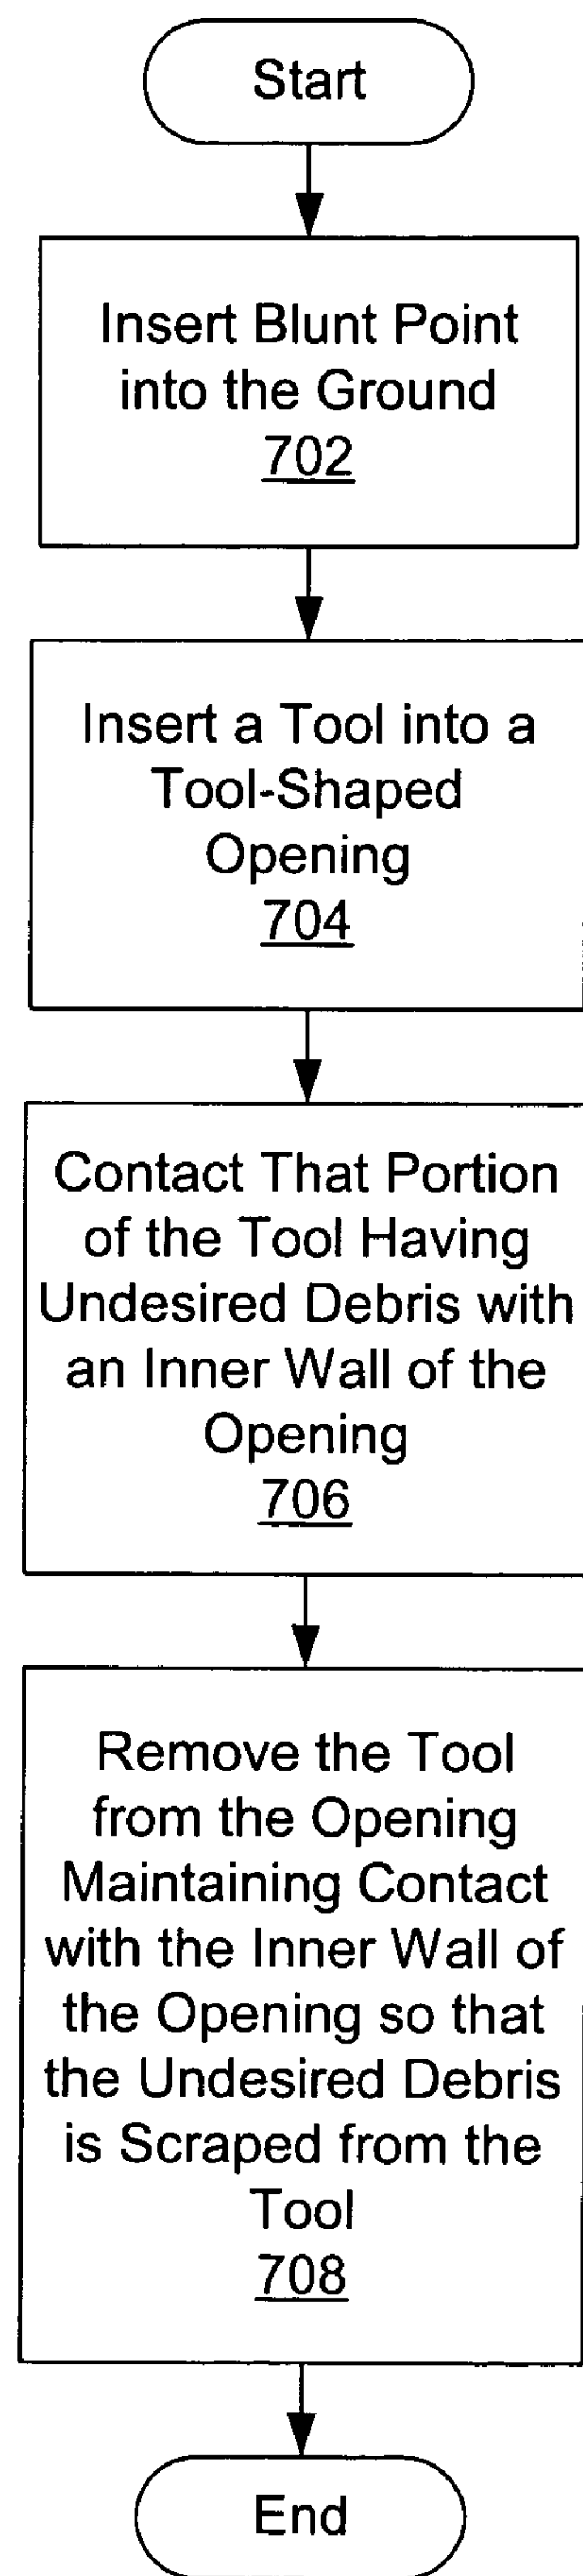 Start
Insert Blunt Point
into the Ground
702
Insert a Tool into a
Tool-Shaped
Opening
704
Contact That Portion
of the Tool Having
Undesired Debris with
an Inner Wall of the
Opening
706
Remove the Tool
from the Opening
Maintaining Contact
with the Inner Wall of
the Opening so that
the Undesired Debris
is Scraped from the
Tool
708
End